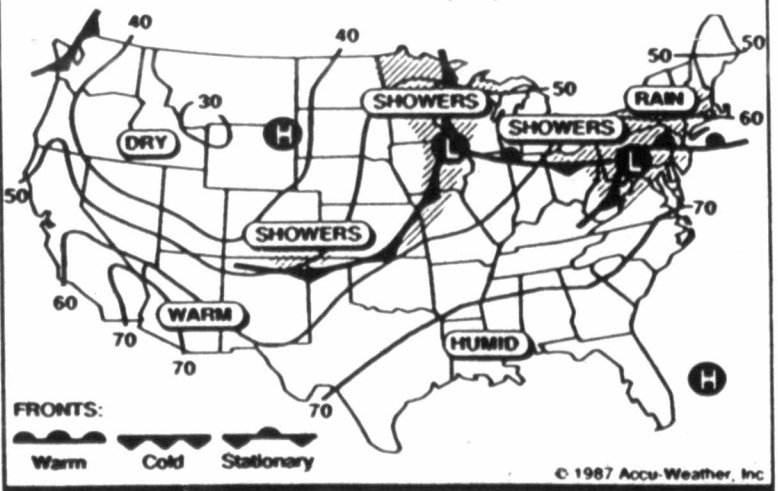 40
40
50
50
30
SHOWERS
50
RAIN
SHOWERS
60
H
DRY
L
L
50
70
SHOWERS
60
WARM
70
HUMID
70
H
70
FRONTS:
Warm Cold Stationary
© 1987 Accu-Weather, Inc